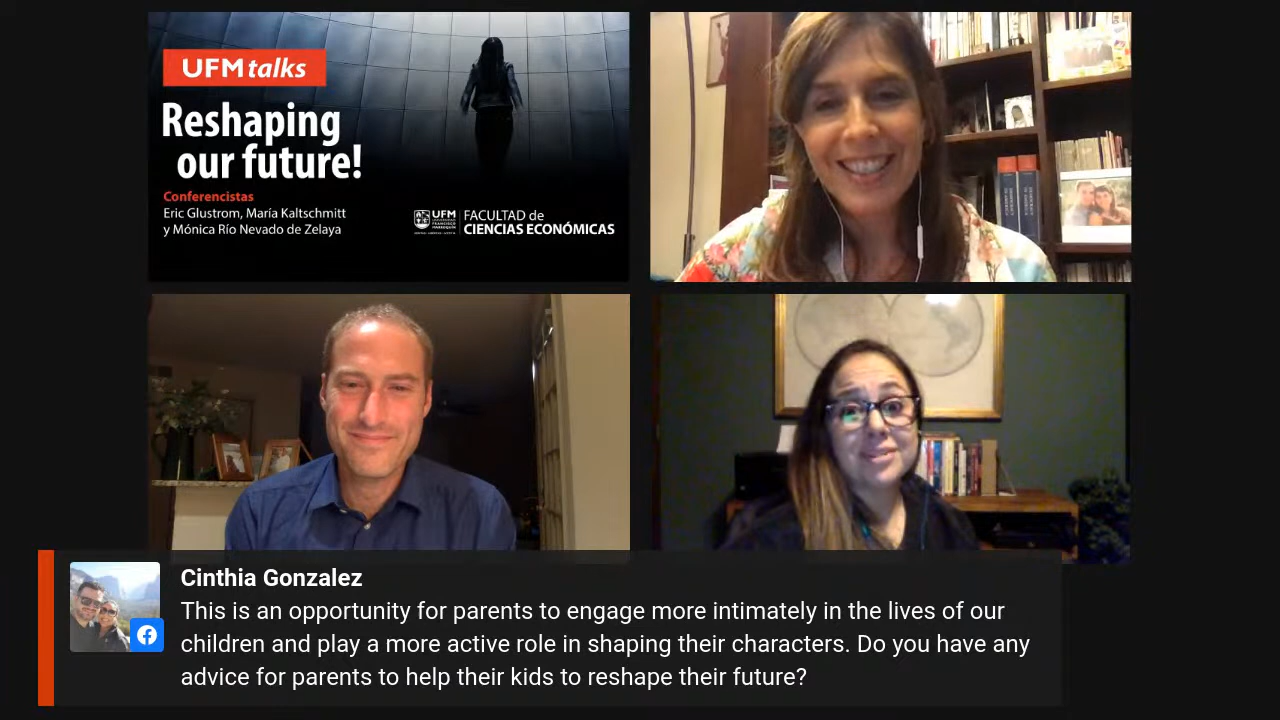 UFM talks
Reshaping
our future!
Conferencistas
Eric Glustrom, María Kaltschmitt
y Mónica Río Nevado de Zelaya
UFM
FACULTAD de
CIENCIAS ECONÓMICAS
Cinthia Gonzalez
This is an opportunity for parents to engage more intimately in the lives of our
children and play a more active role in shaping their characters. Do you have any
advice for parents to help their kids to reshape their future?